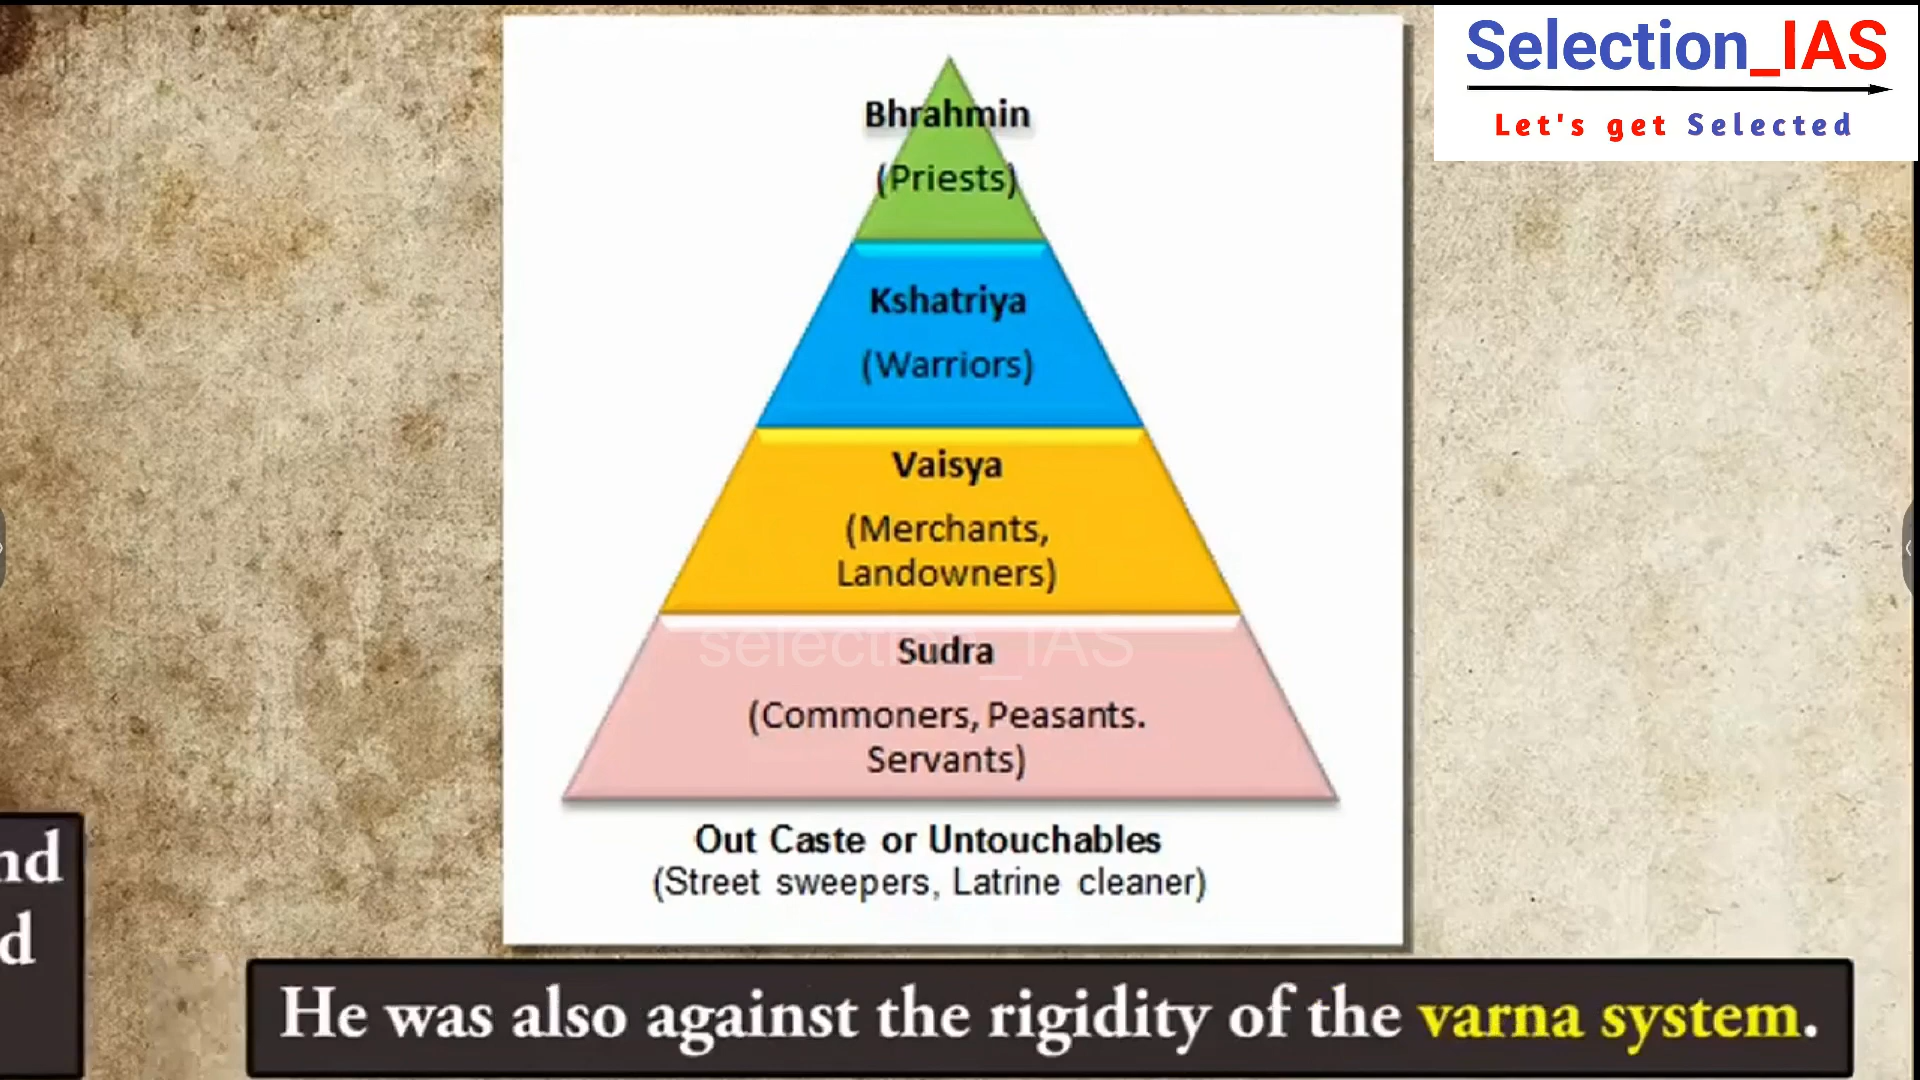 Selection_IAS
Let's get Selected
Bhrahmin
(Priests)
Kshatriya
(Warriors)
Vaisya
(Merchants,
Landowners)
selection_IAS
Sudra
(Commoners, Peasants.
Servants)
Out Caste or Untouchables
(Street sweepers, Latrine cleaner)
He was also against the rigidity of the varna system.